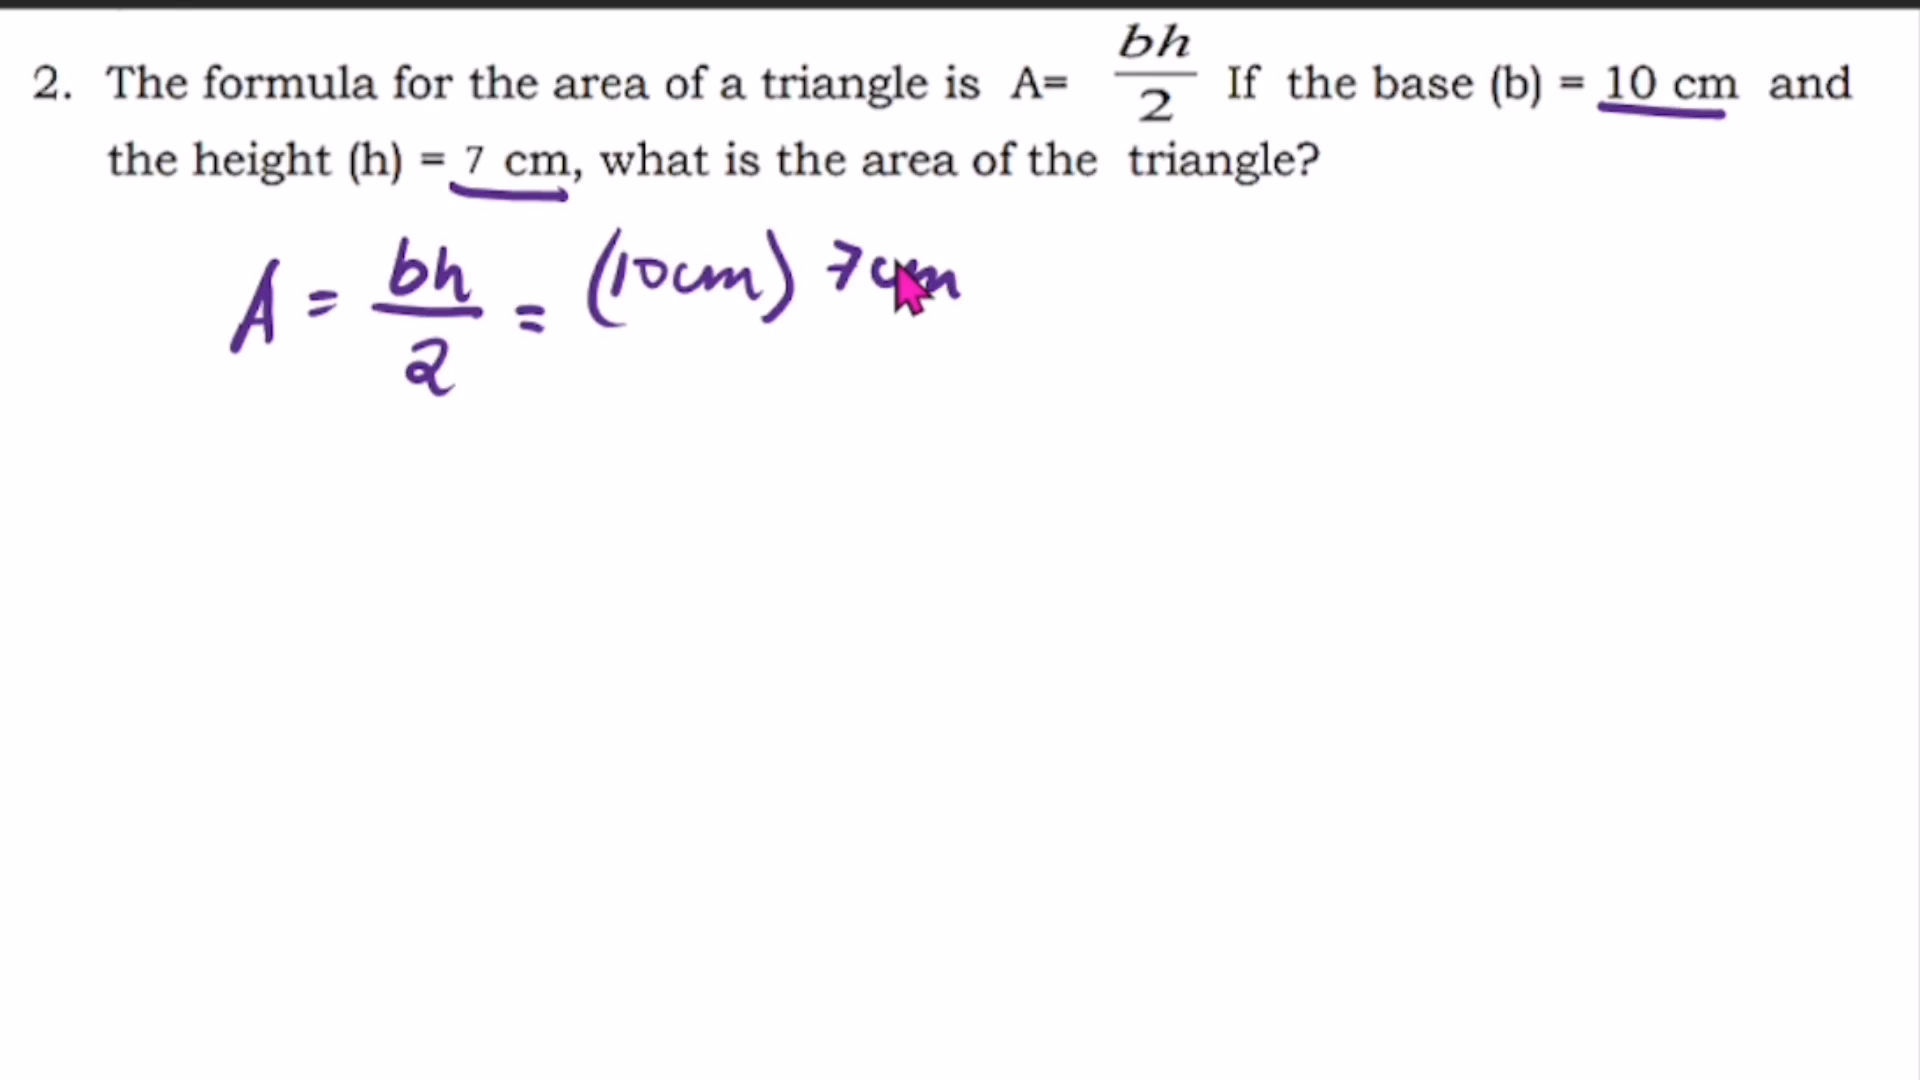 2. The formula for the area of a triangle is A= bh/2 If the base (b) = 10 cm and
the height (h) = 7 cm, what is the area of the triangle?
A = bh/2 = (10cm) 7cm